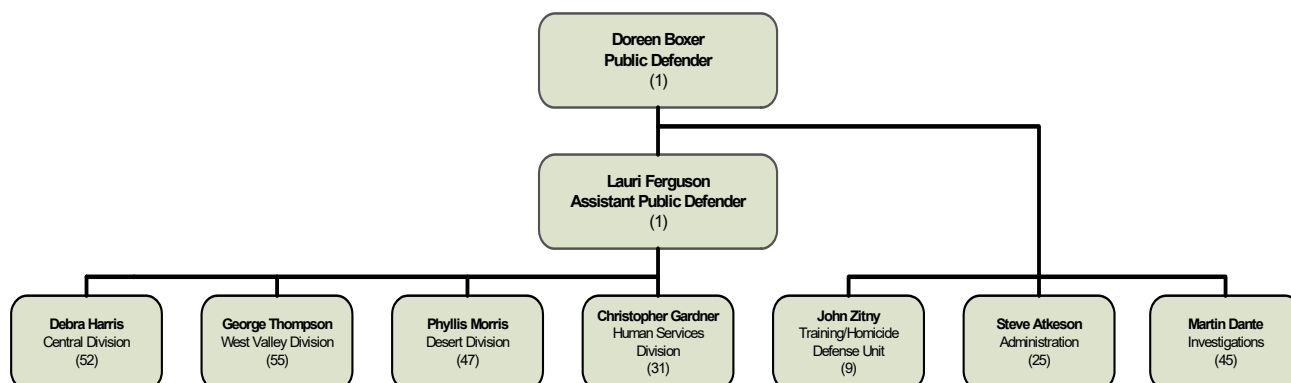 Doreen Boxer
Public Defender
(1)
Lauri Ferguson
Assistant Public Defender
(1)
Debra Harris
Central Division
(52)
George Thompson
West Valley Division
(55)
Phyllis Morris
Desert Division
(47)
Christopher Gardner
Human Services
Division
(31)
John Zitny
Training/Homicide
Defense Unit
(9)
Steve Atkeson
Administration
(25)
Martin Dante
Investigations
(45)